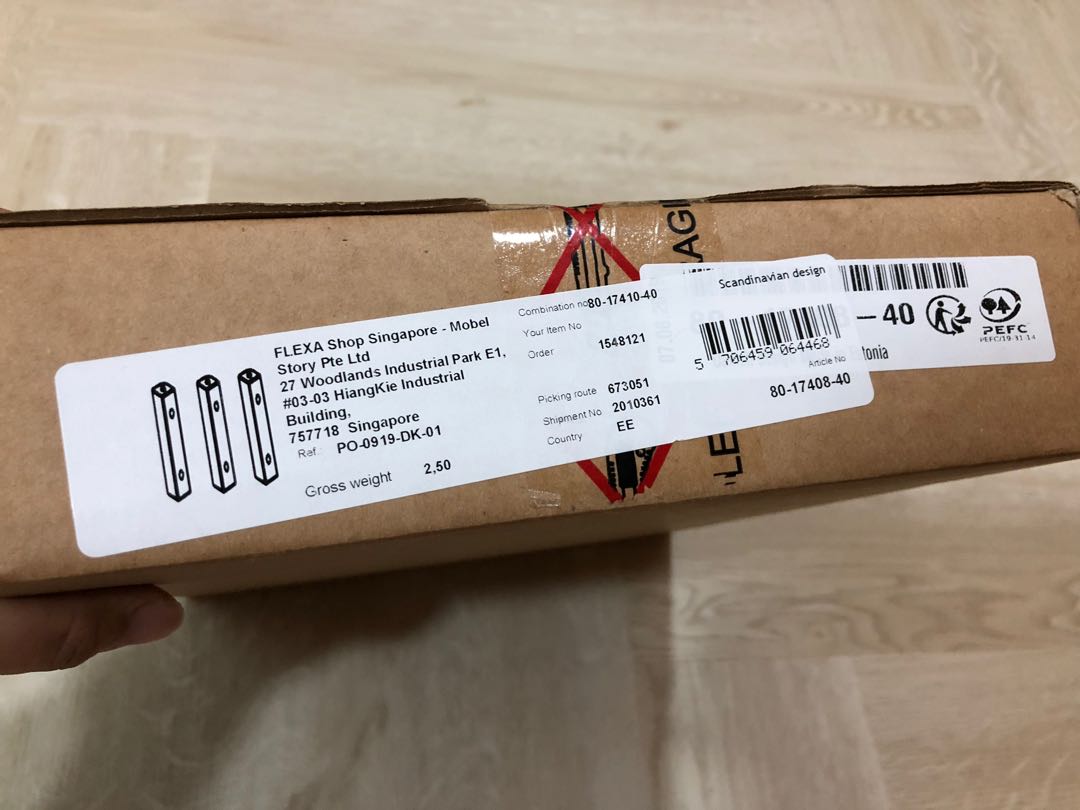 FLEXA Shop Singapore - Mobel
Story Pte Ltd
27 Woodlands Industrial Park E1,
#03-03 HiangKie Industrial
Building,
757718 Singapore
Ref. PO-0919-DK-01
Gross weight 2,50
Combination no 80-17410-40
Your Item No
Order 1548121
Picking route 673051
Shipment No 2010361
Country EE
Scandinavian design
5 706459 064468
Article No
80-17408-40
- 40
PEFC
PEFC/19-31-14